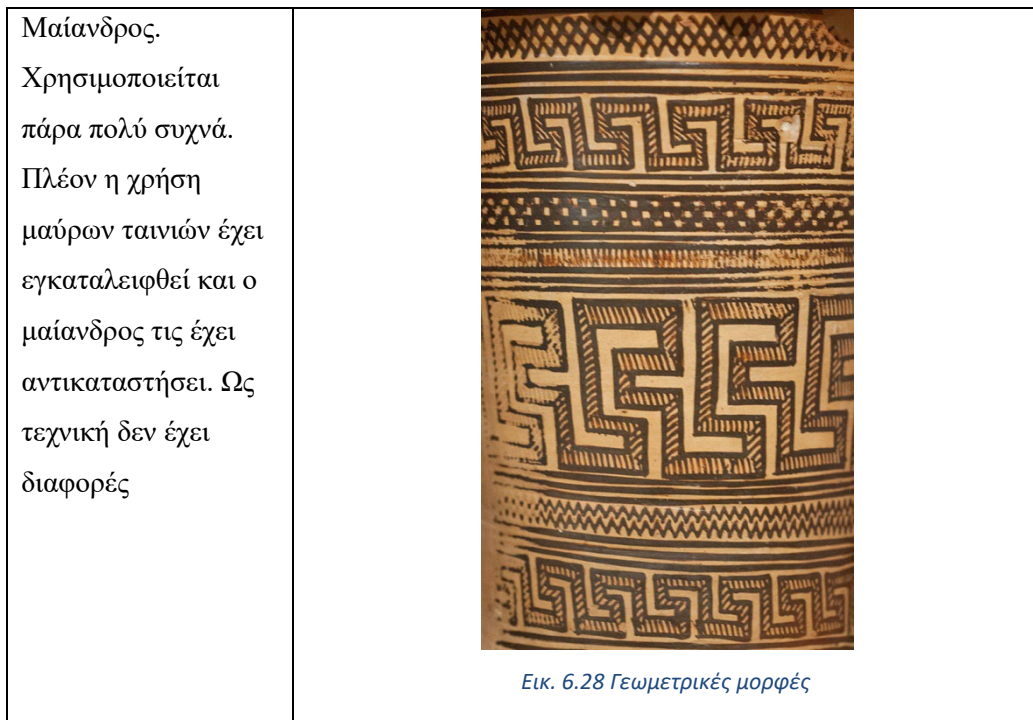 Μαίανδρος.
Χρησιμοποιείται
πάρα πολύ συχνά.
Πλέον η χρήση
μαύρων ταινιών έχει
εγκαταλειφθεί και ο
μαίανδρος τις έχει
αντικαταστήσει. Ως
τεχνική δεν έχει
διαφορές
Εικ. 6.28 Γεωμετρικές μορφές